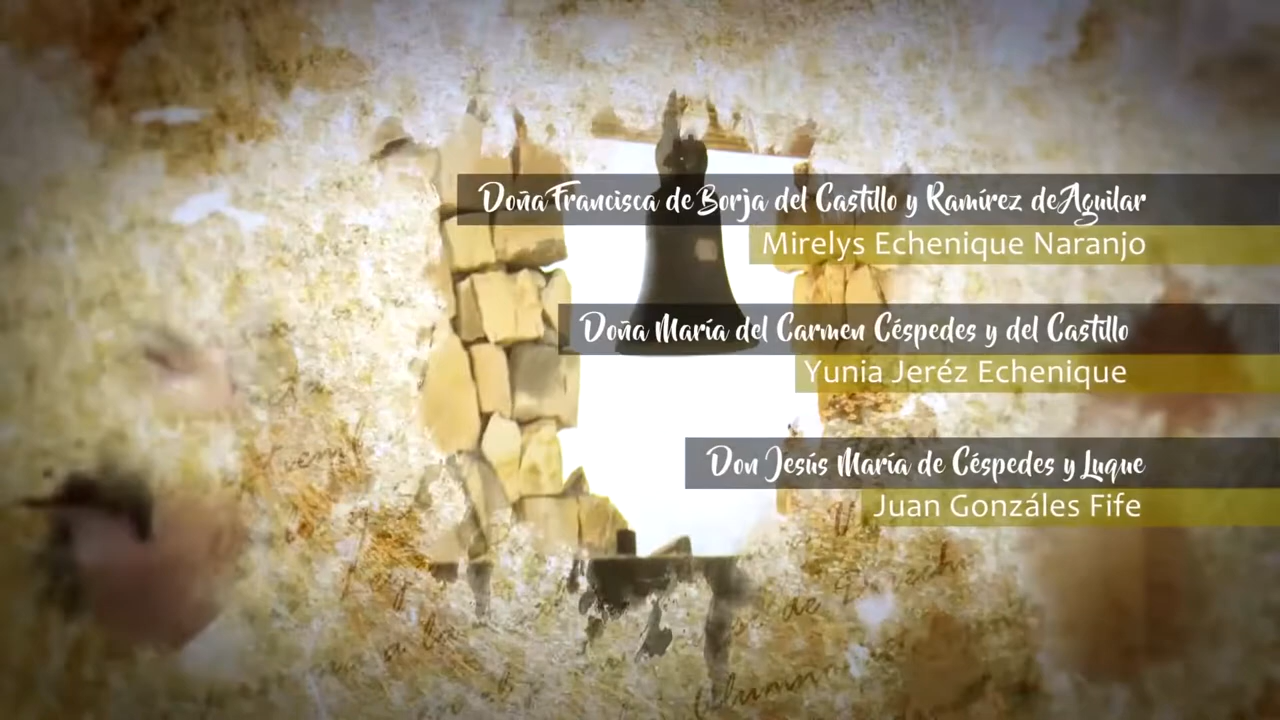 Doña Francisca de Borja del Castillo y Ramírez de Aguilar
Mirelys Echenique Naranjo
Doña María del Carmen Céspedes y del Castillo
Yunia Jeréz Echenique
Don Jesús María de Céspedes y Luque
Juan Gonzáles Fife